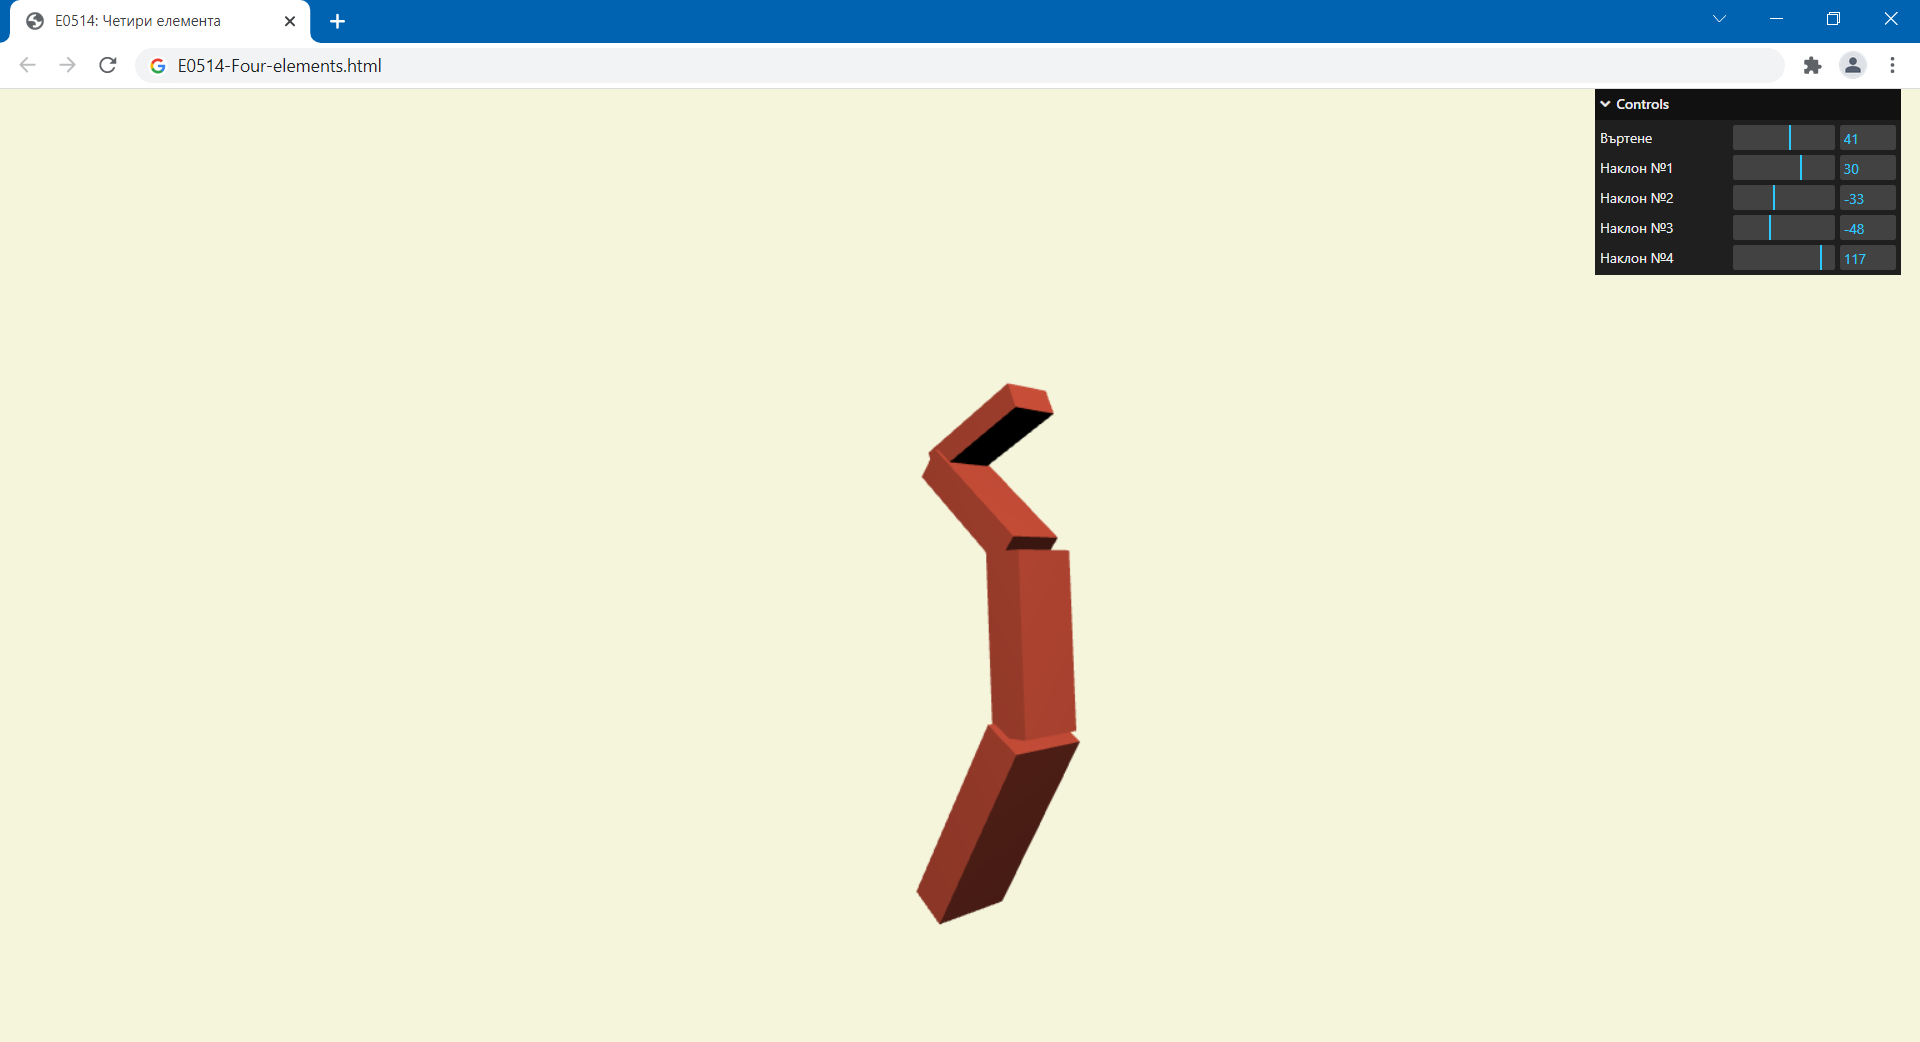 E0514: Четири елемента
E0514-Four-elements.html
Controls
Въртене 41
Наклон №1 30
Наклон №2 -33
Наклон №3 -48
Наклон №4 117